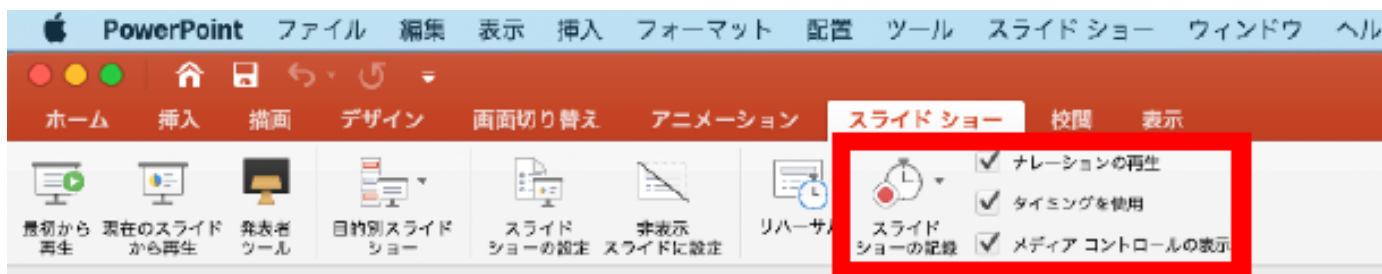 PowerPoint ファイル 編集 表示 挿入 フォーマット 配置 ツール スライド ショー ウィンドウ ヘル
ホーム 挿入 描画 デザイン 画面切り替え アニメーション スライド ショー 校閲 表示
最初から
再生
現在のスライド
から再生
発表者
ツール
目的別スライド
ショー
スライド
ショーの設定
非表示
スライドに設定
リハーサル
スライド
ショーの記録
ナレーションの再生
タイミングを使用
メディア コントロールの表示